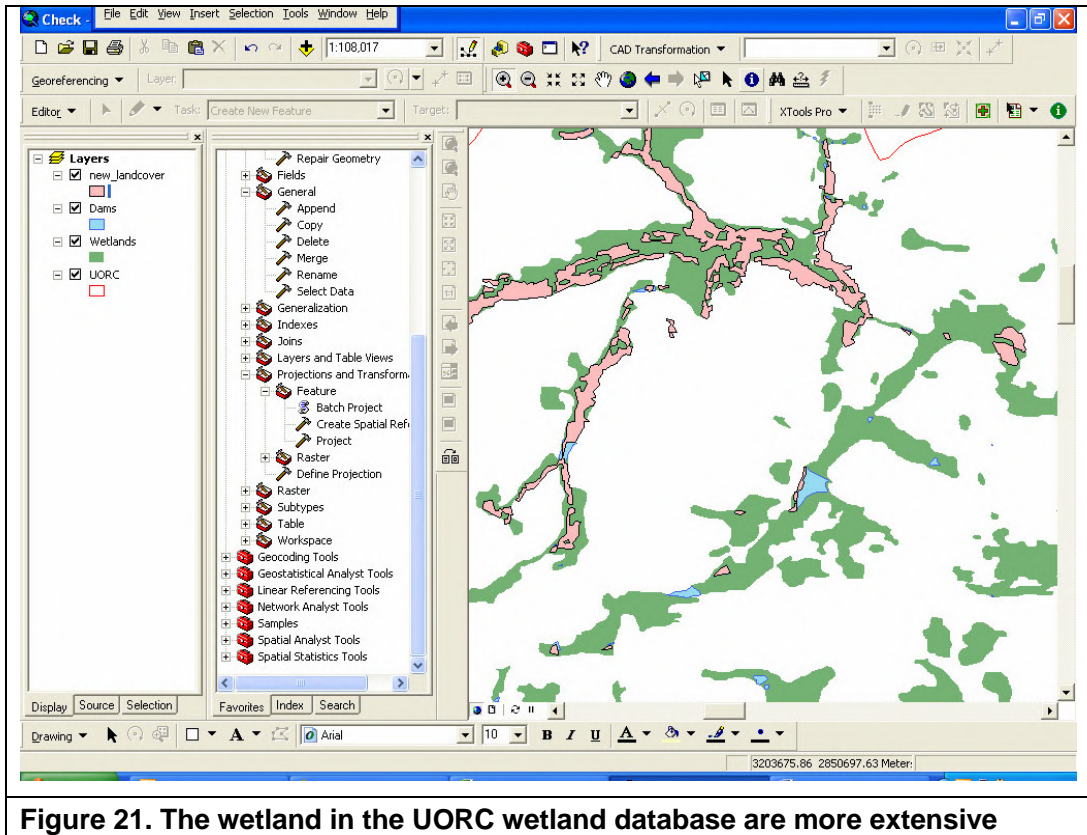 Check -
File Edit View Insert Selection Tools Window Help
1:108,017
CAD Transformation
Georeferencing
Layer:
Editor
Task: Create New Feature
Target:
XTools Pro
Layers
new_landcover
Dams
Wetlands
UORC
Display Source Selection
Repair Geometry
Fields
General
Append
Copy
Delete
Merge
Rename
Select Data
Generalization
Indexes
Joins
Layers and Table Views
Projections and Transform
Feature
Batch Project
Create Spatial Ref
Project
Raster
Define Projection
Raster
Subtypes
Table
Workspace
Geocoding Tools
Geostatistical Analyst Tools
Linear Referencing Tools
Network Analyst Tools
Samples
Spatial Analyst Tools
Spatial Statistics Tools
Favorites Index Search
Drawing
A
Arial
10
B I U A
3203675.86 2850697.63 Meter:
Figure 21. The wetland in the UORC wetland database are more extensive